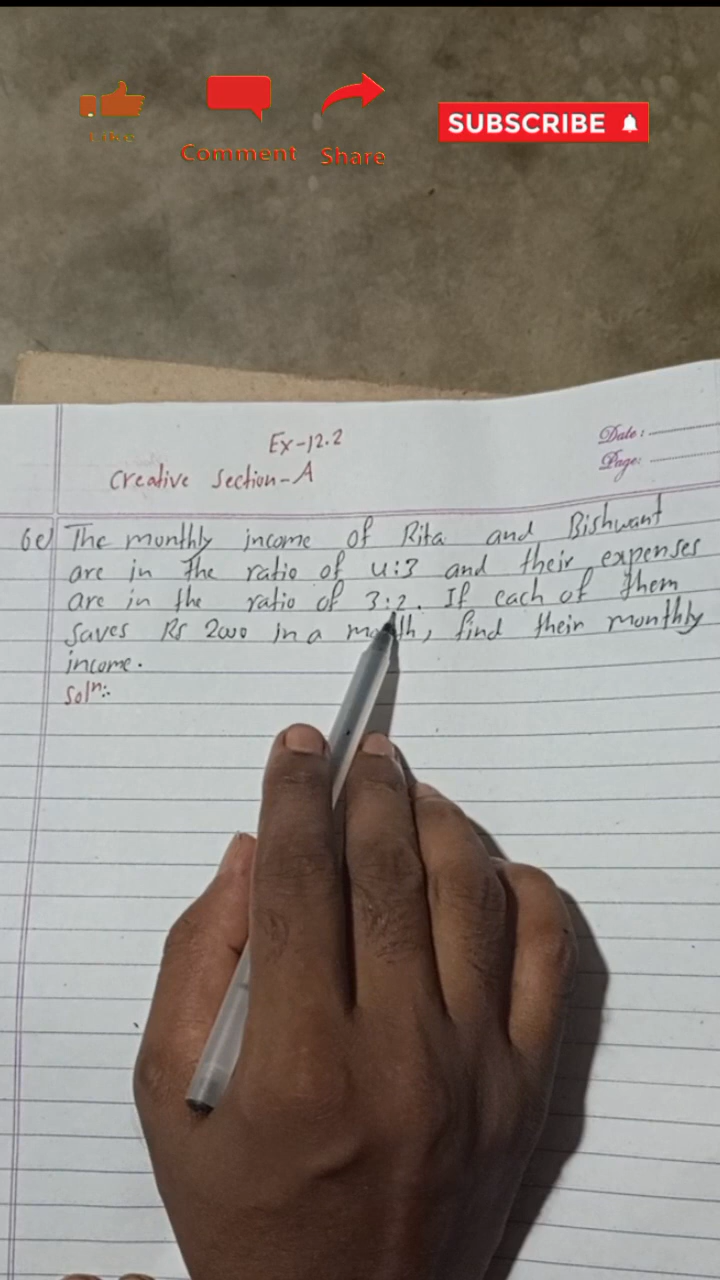 Like
Comment
Share
SUBSCRIBE
Ex-12.2
Date:
Creative Section-A
Page:
6c) The monthly income of Rita and Bishwant
are in the ratio of 4:3 and their expenses
are in the ratio of 3:2. If each of them
saves Rs 2000 in a month, find their monthly
income.
Solⁿ: